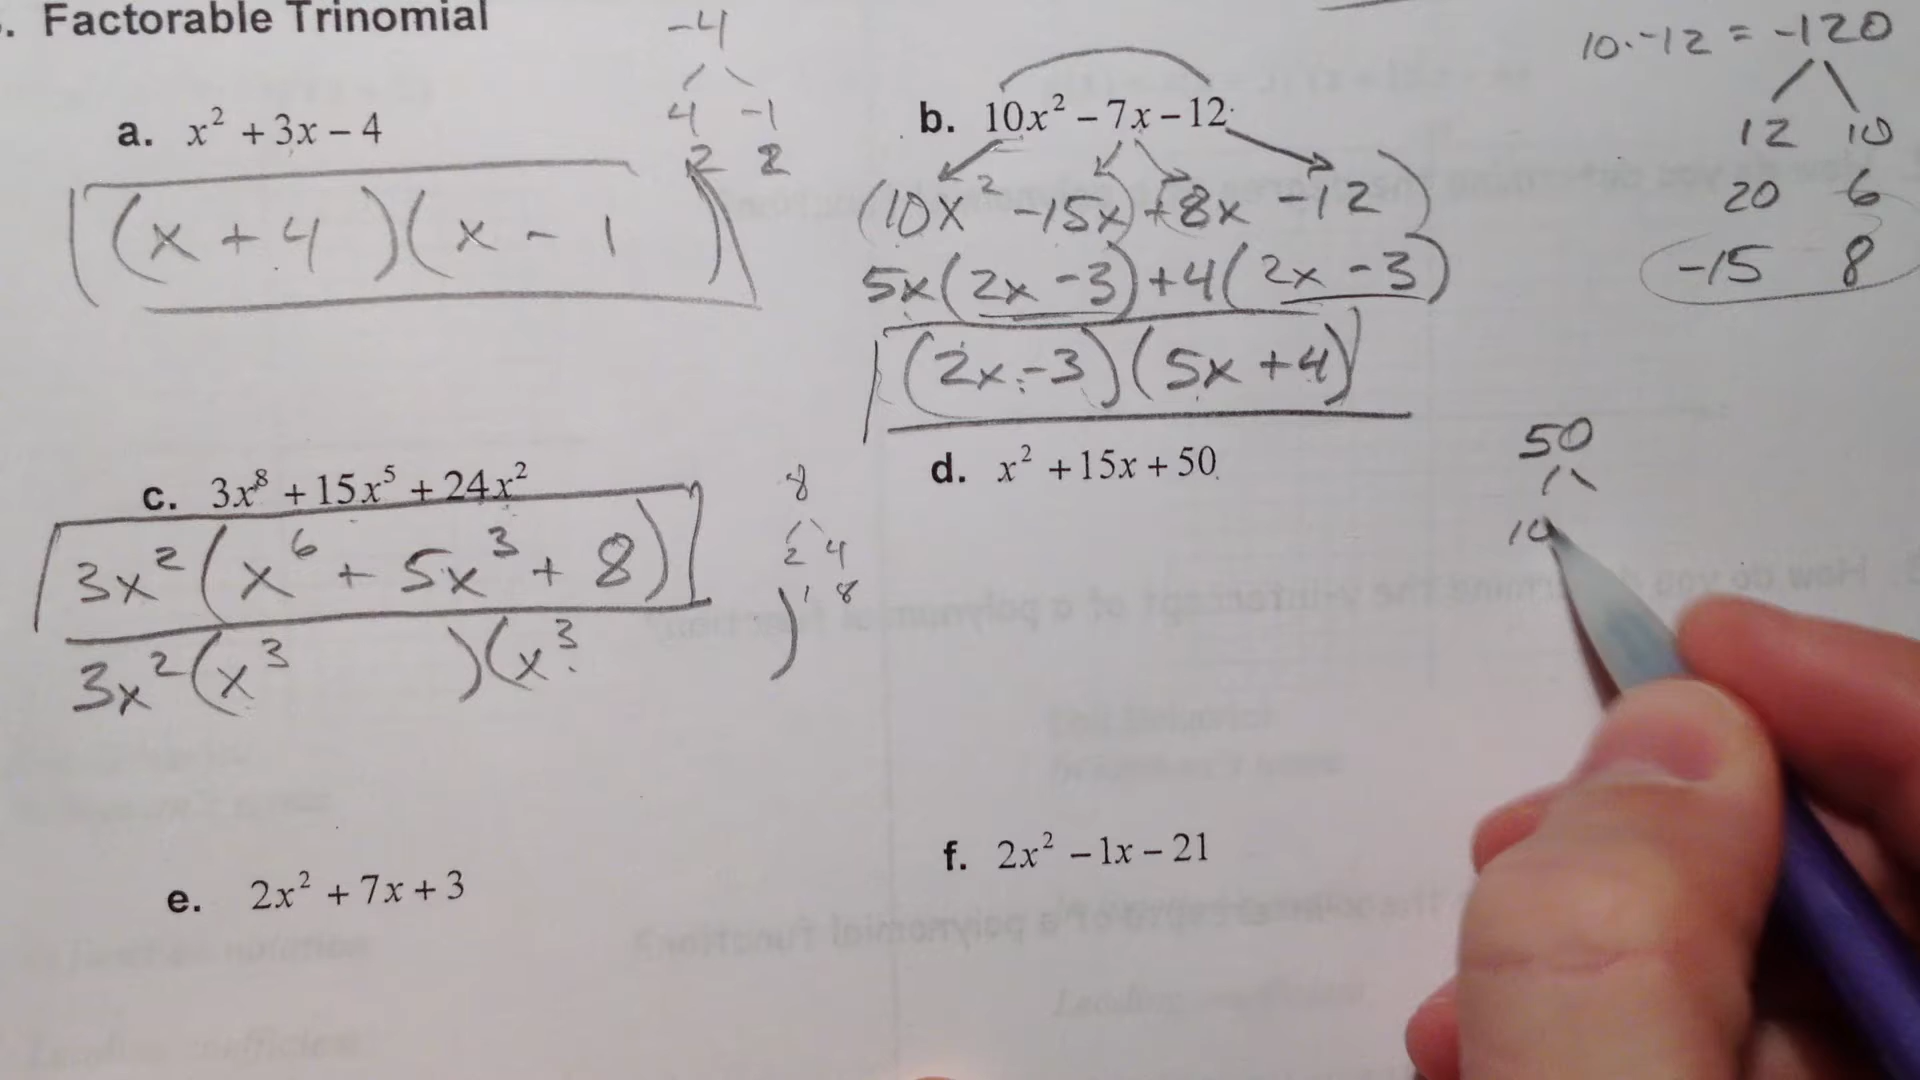 . Factorable Trinomial
-4
4 -1
2 2
a. x² + 3x – 4
(x + 4)(x - 1)
b. 10x² – 7x – 12
(10x² -15x) + (8x -12)
5x(2x -3) + 4(2x -3)
(2x -3)(5x +4)
10·-12 = -120
12 10
20 6
-15 8
c. 3x⁸ + 15x⁵ + 24x²
3x²(x⁶ + 5x³ + 8)
3x²(x³ )(x³ )
8
2 4
1 8
d. x² + 15x + 50
50
10
e. 2x² + 7x + 3
f. 2x² – 1x – 21